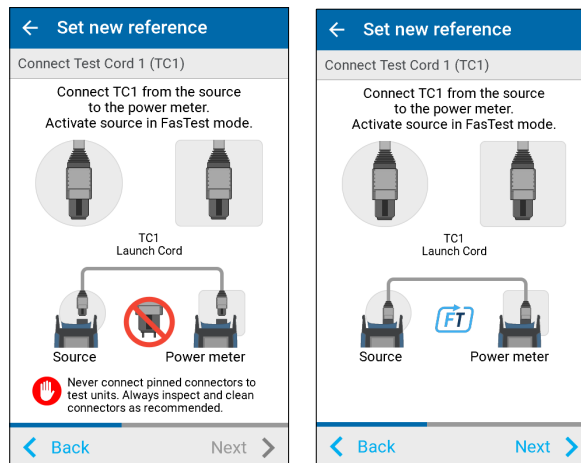 Set new reference
Connect Test Cord 1 (TC1)
Connect TC1 from the source
to the power meter.
Activate source in FasTest mode.
TC1
Launch Cord
Source
Power meter
Never connect pinned connectors to
test units. Always inspect and clean
connectors as recommended.
Back
Next
Set new reference
Connect Test Cord 1 (TC1)
Connect TC1 from the source
to the power meter.
Activate source in FasTest mode.
TC1
Launch Cord
FT
Source
Power meter
Back
Next